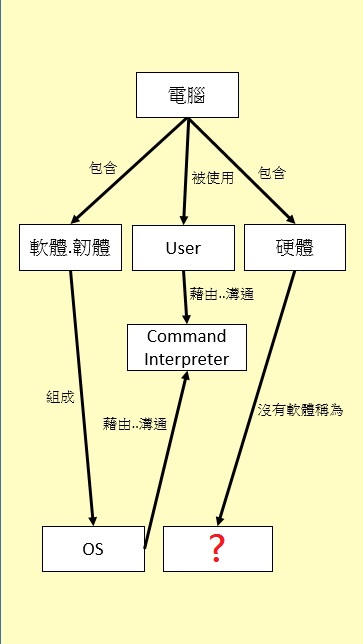 電腦
包含
被使用
包含
軟體.韌體
User
硬體
藉由..溝通
Command
Interpreter
組成
藉由..溝通
沒有軟體稱為
OS
?